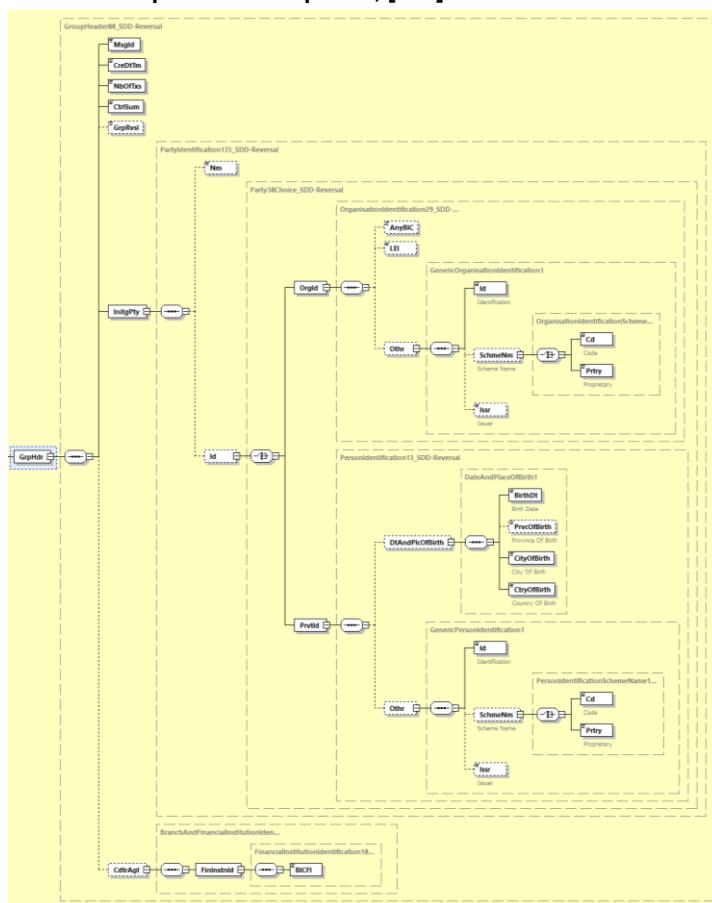 GroupHeader88_SDD-Reversal
MsgId
CreDtTm
NbOfTxs
CtrlSum
GrpRvsl
PartyIdentification135_SDD-Reversal
Nm
Party38Choice_SDD-Reversal
OrganisationIdentification29_SDD-...
AnyBIC
LEI
GenericOrganisationIdentification1
OrgId
Id
Identification
InitgPty
OrganisationIdentificationScheme...
Cd
Code
Othr
SchmeNm
Scheme Name
Prtry
Proprietary
Issr
Issuer
GrpHdr
Id
PersonIdentification13_SDD-Reversal
DateAndPlaceOfBirth1
BirthDt
Birth Date
PrvcOfBirth
Province Of Birth
DtAndPlcOfBirth
CityOfBirth
City Of Birth
CtryOfBirth
Country Of Birth
PrvtId
GenericPersonIdentification1
Id
Identification
PersonIdentificationSchemeName1...
Cd
Code
Othr
SchmeNm
Scheme Name
Prtry
Proprietary
Issr
Issuer
BranchAndFinancialInstitutionIden...
FinancialInstitutionIdentification18...
CdtrAgt
FinInstnId
BICFI